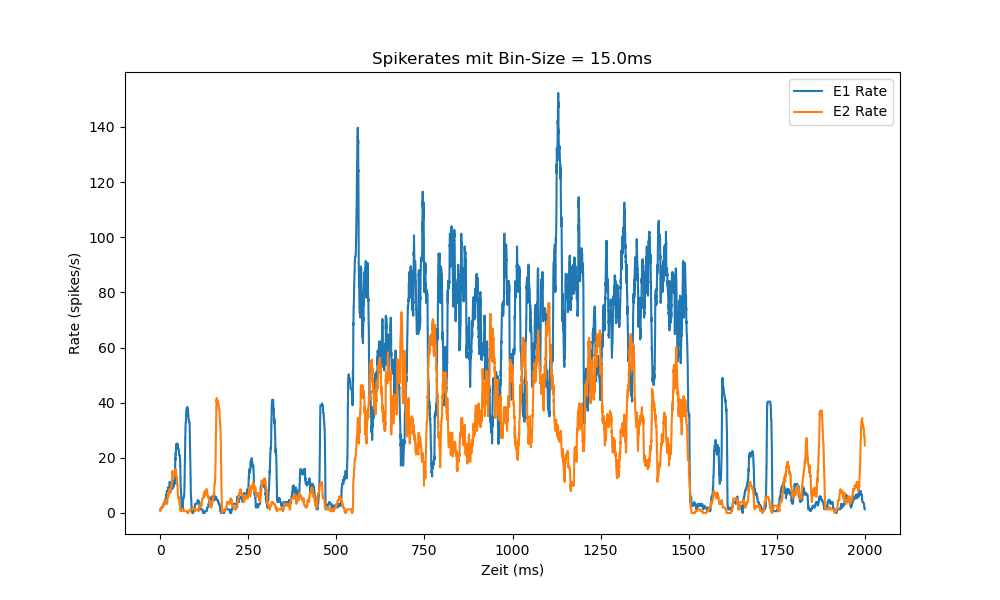 Spikerates mit Bin-Size = 15.0ms
E1 Rate
E2 Rate
Rate (spikes/s)
140
120
100
80
60
40
20
0
0 250 500 750 1000 1250 1500 1750 2000
Zeit (ms)